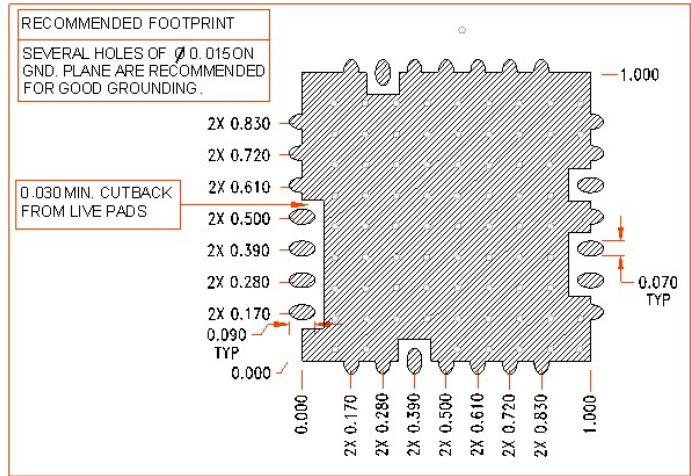 RECOMMENDED FOOTPRINT
SEVERAL HOLES OF Ø 0.015 ON
GND. PLANE ARE RECOMMENDED
FOR GOOD GROUNDING.
1.000
2X 0.830
2X 0.720
2X 0.610
0.030 MIN. CUTBACK
FROM LIVE PADS
2X 0.500
2X 0.390
2X 0.280
2X 0.170
0.070
TYP
0.090
TYP
0.000
0.000
2X 0.170
2X 0.280
2X 0.390
2X 0.500
2X 0.610
2X 0.720
2X 0.830
1.000